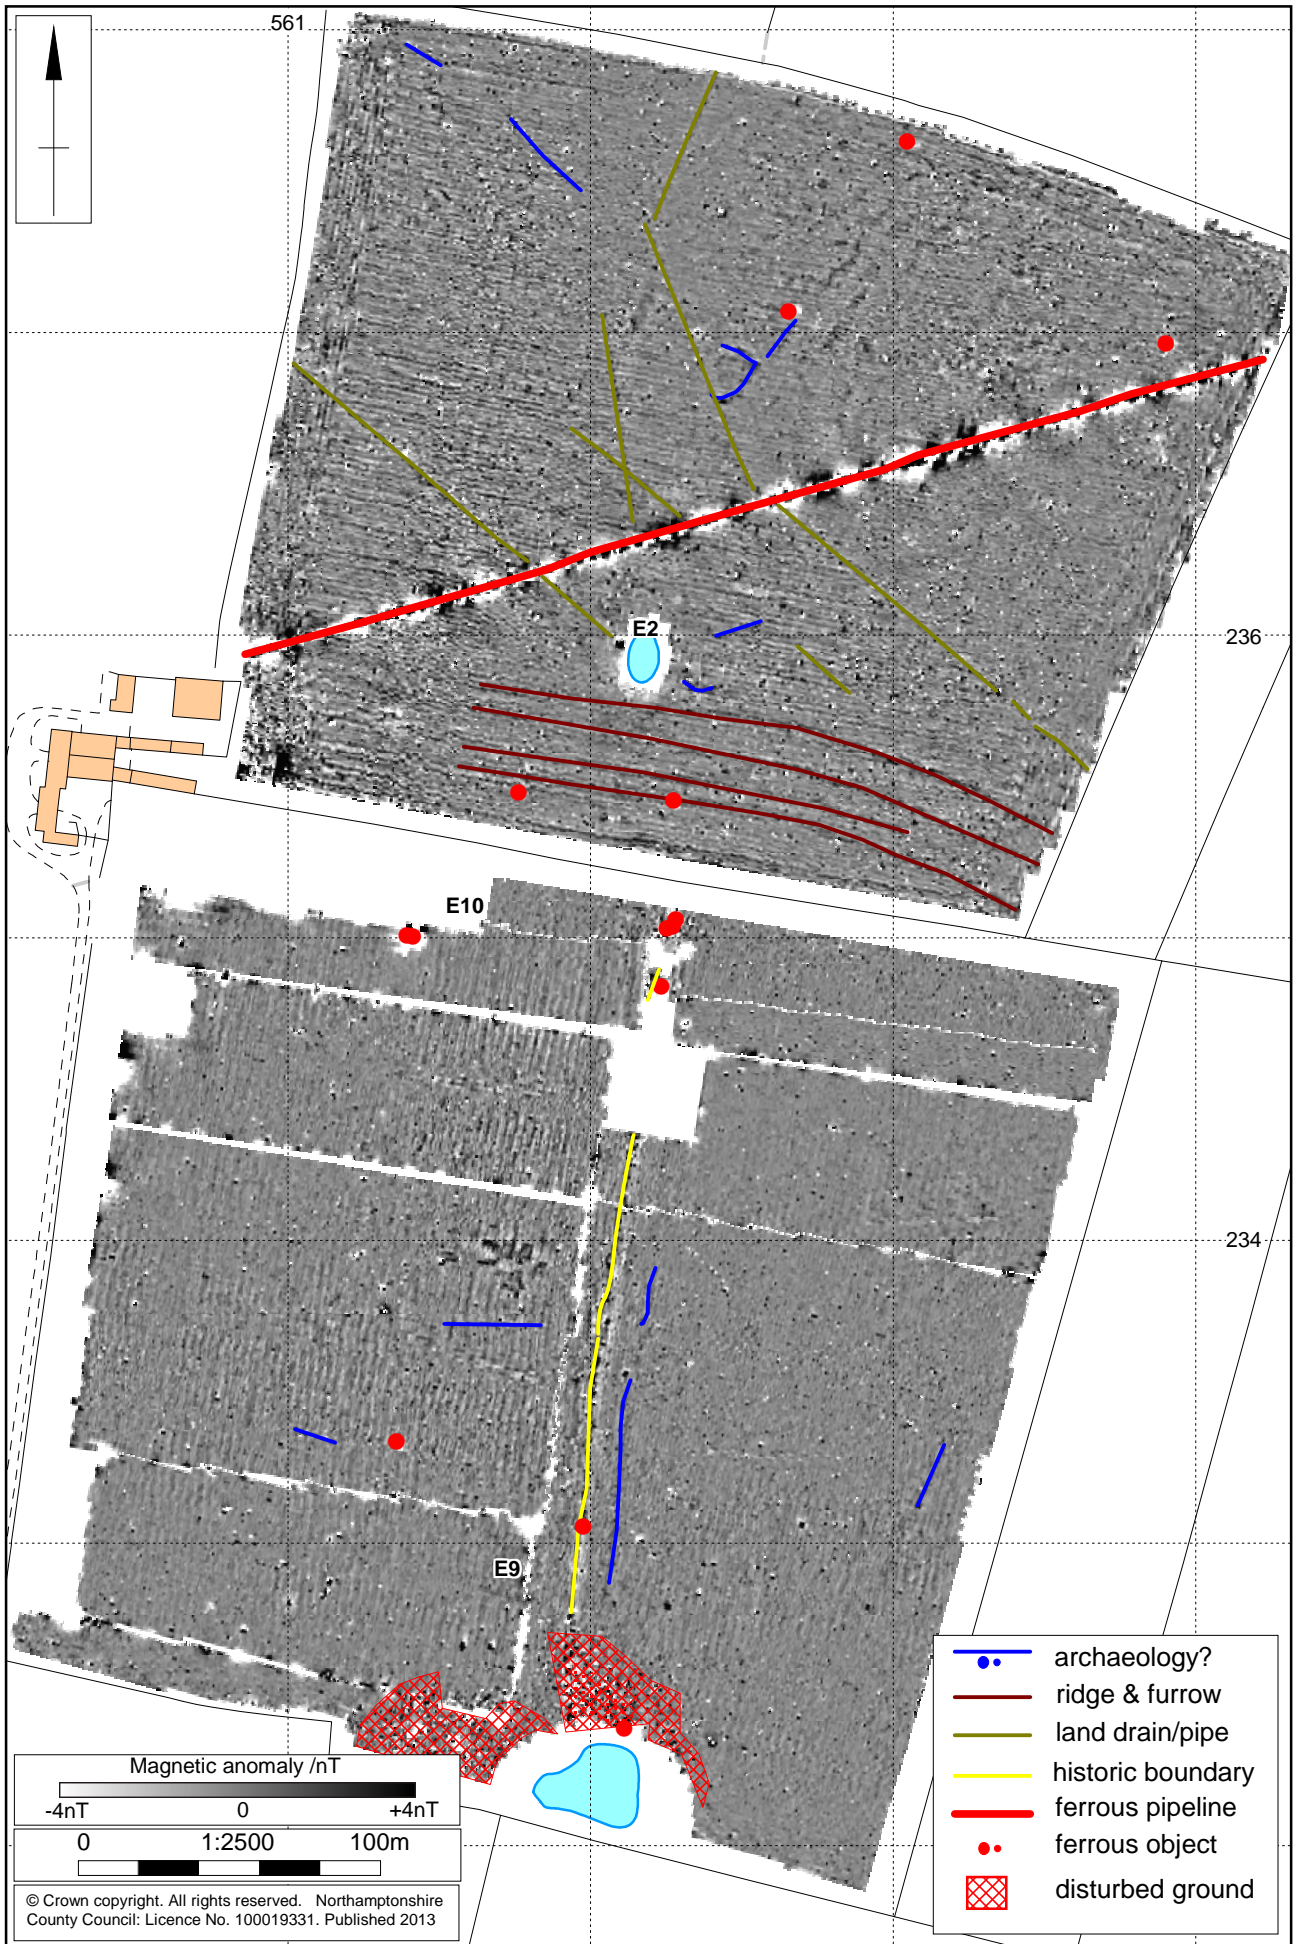 561
E2
236
E10
234
E9
archaeology?
ridge & furrow
land drain/pipe
historic boundary
ferrous pipeline
ferrous object
disturbed ground
Magnetic anomaly /nT
-4nT 0 +4nT
0 1:2500 100m
© Crown copyright. All rights reserved. Northamptonshire
County Council: Licence No. 100019331. Published 2013